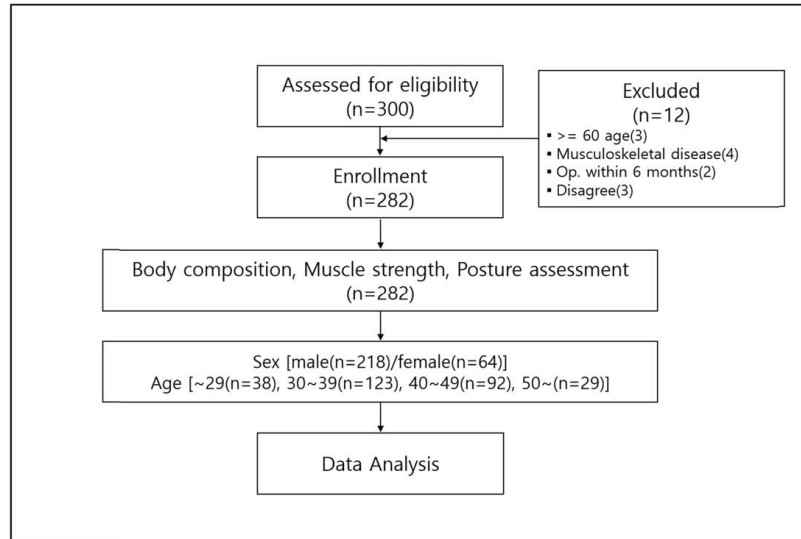 Assessed for eligibility
(n=300)
Excluded
(n=12)
▪ >= 60 age(3)
▪ Musculoskeletal disease(4)
▪ Op. within 6 months(2)
▪ Disagree(3)
Enrollment
(n=282)
Body composition, Muscle strength, Posture assessment
(n=282)
Sex [male(n=218)/female(n=64)]
Age [~29(n=38), 30~39(n=123), 40~49(n=92), 50~(n=29)]
Data Analysis